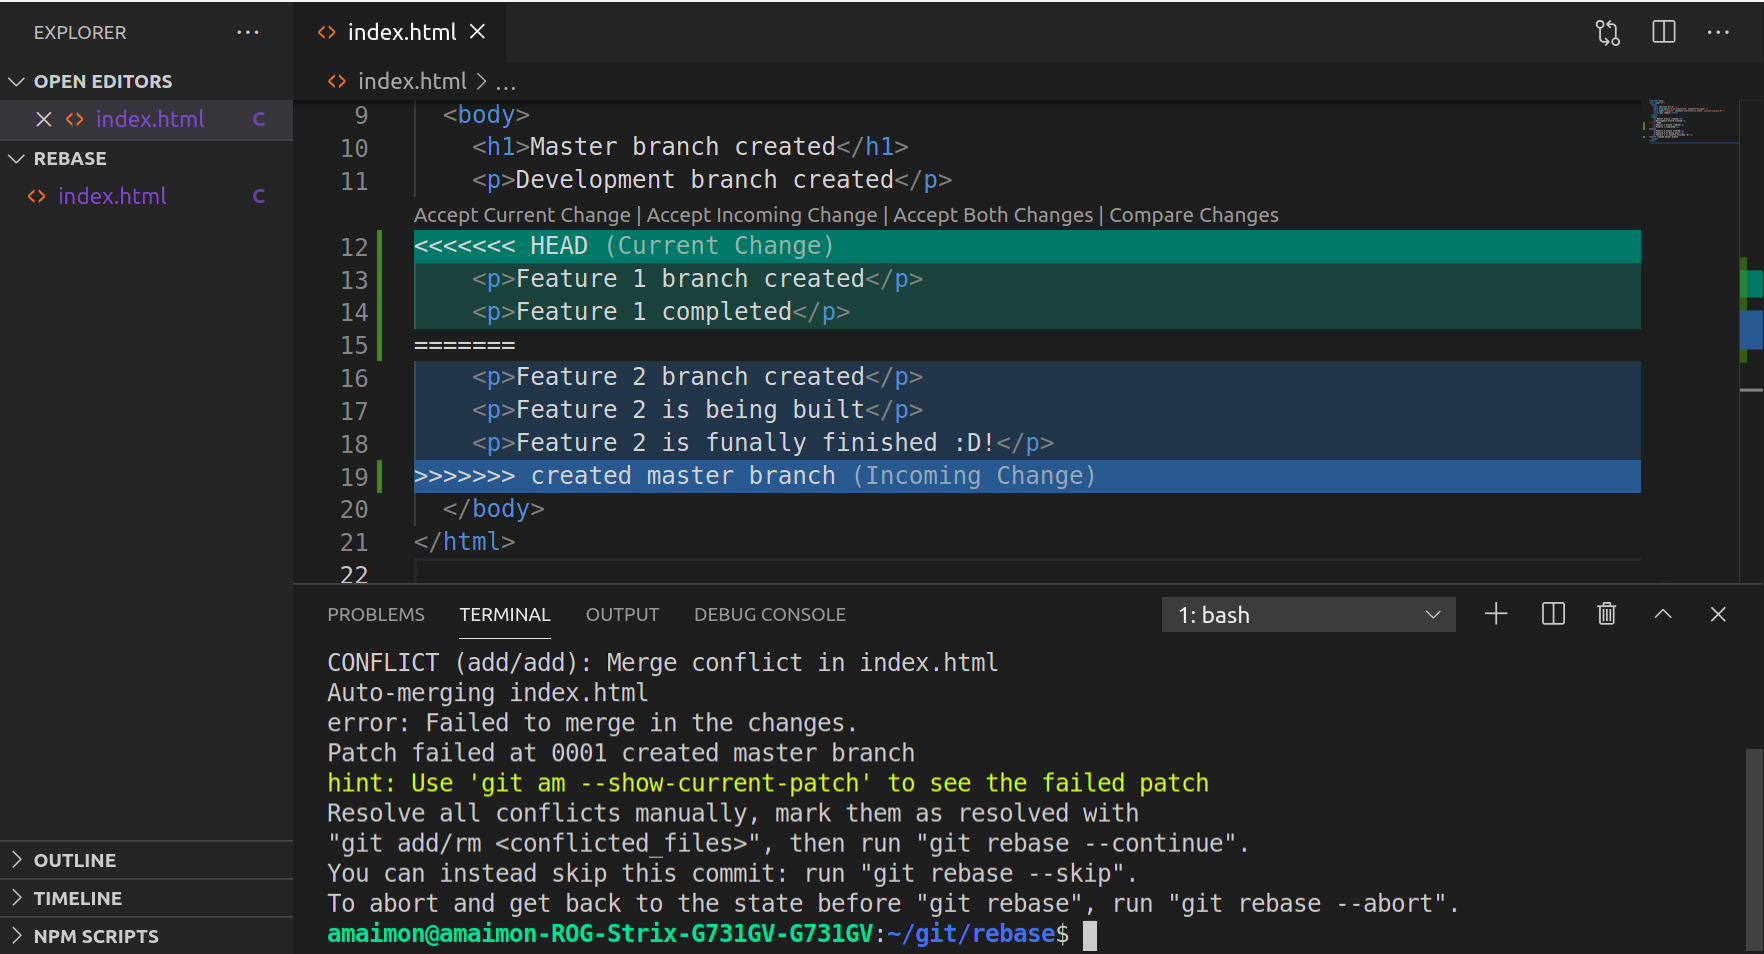 EXPLORER
index.html
OPEN EDITORS
index.html C
REBASE
index.html C
OUTLINE
TIMELINE
NPM SCRIPTS
index.html > ...
9 <body>
10 <h1>Master branch created</h1>
11 <p>Development branch created</p>
Accept Current Change | Accept Incoming Change | Accept Both Changes | Compare Changes
12 <<<<<<< HEAD (Current Change)
13 <p>Feature 1 branch created</p>
14 <p>Feature 1 completed</p>
15 =======
16 <p>Feature 2 branch created</p>
17 <p>Feature 2 is being built</p>
18 <p>Feature 2 is funally finished :D!</p>
19 >>>>>>> created master branch (Incoming Change)
20 </body>
21 </html>
22
PROBLEMS TERMINAL OUTPUT DEBUG CONSOLE 1: bash
CONFLICT (add/add): Merge conflict in index.html
Auto-merging index.html
error: Failed to merge in the changes.
Patch failed at 0001 created master branch
hint: Use 'git am --show-current-patch' to see the failed patch
Resolve all conflicts manually, mark them as resolved with
"git add/rm <conflicted_files>", then run "git rebase --continue".
You can instead skip this commit: run "git rebase --skip".
To abort and get back to the state before "git rebase", run "git rebase --abort".
amaimon@amaimon-ROG-Strix-G731GV-G731GV:~/git/rebase$